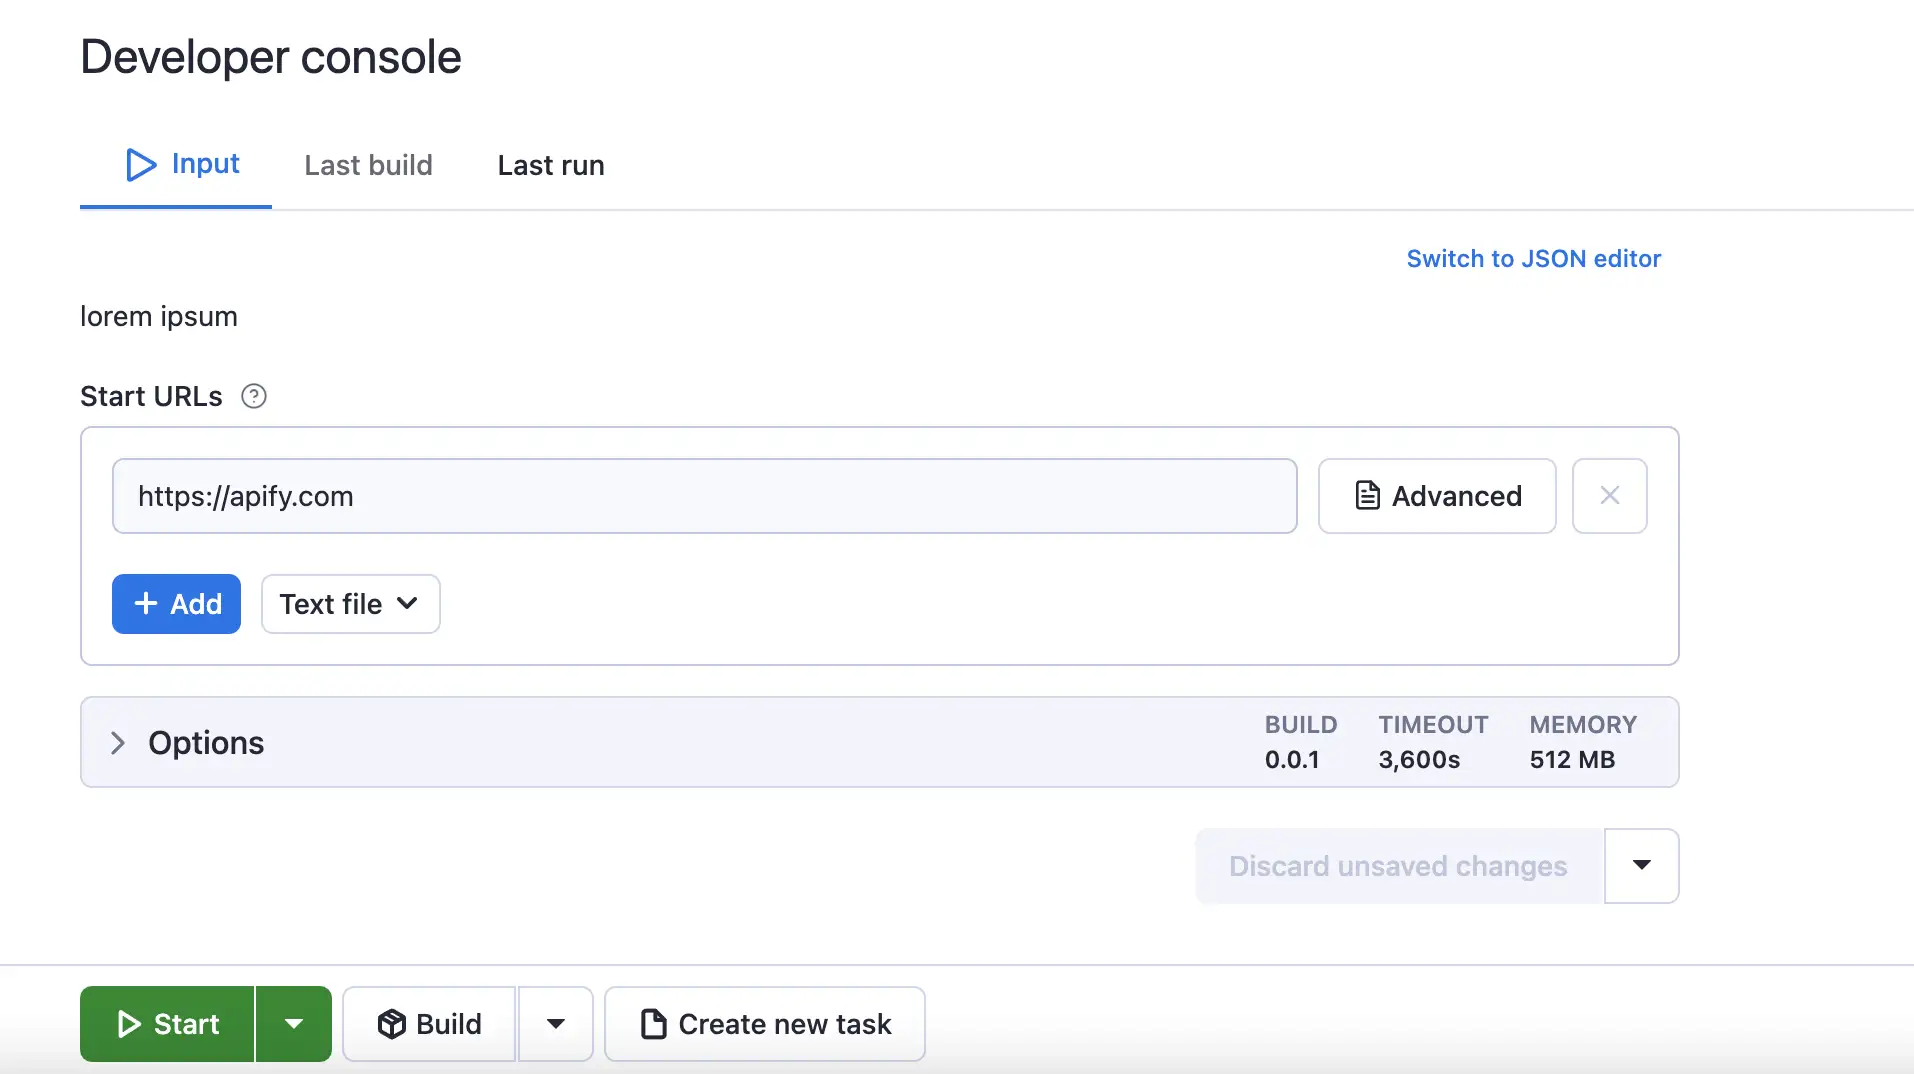 Developer console
Input Last build Last run
Switch to JSON editor
lorem ipsum
Start URLs ?
https://apify.com Advanced
+ Add Text file
Options BUILD TIMEOUT MEMORY
0.0.1 3,600s 512 MB
Discard unsaved changes
Start Build Create new task